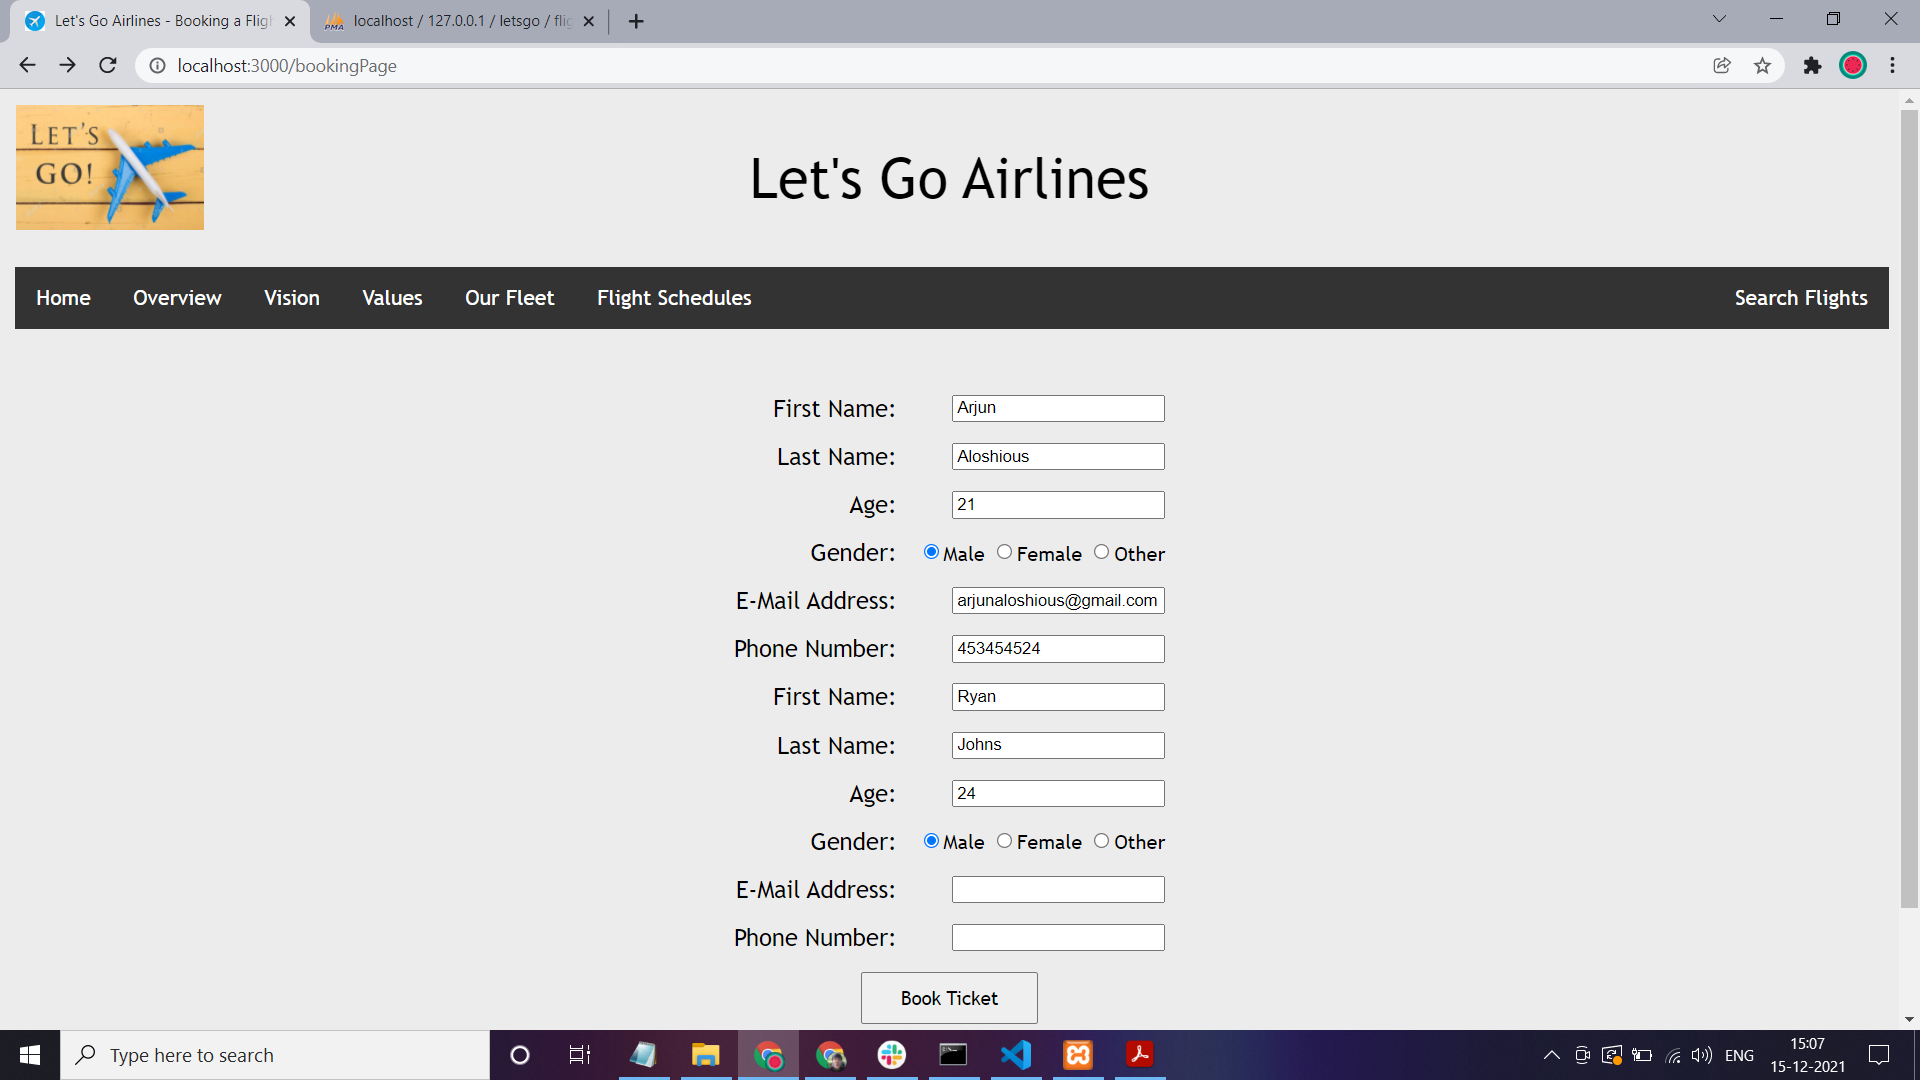 Let's Go Airlines - Booking a Fligh
localhost / 127.0.0.1 / letsgo / flig
localhost:3000/bookingPage
LET'S
GO!
Let's Go Airlines
Home Overview Vision Values Our Fleet Flight Schedules Search Flights
First Name: Arjun
Last Name: Aloshious
Age: 21
Gender: Male Female Other
E-Mail Address: arjunaloshious@gmail.com
Phone Number: 453454524
First Name: Ryan
Last Name: Johns
Age: 24
Gender: Male Female Other
E-Mail Address:
Phone Number:
Book Ticket
Type here to search
ENG
15:07
15-12-2021
PMA